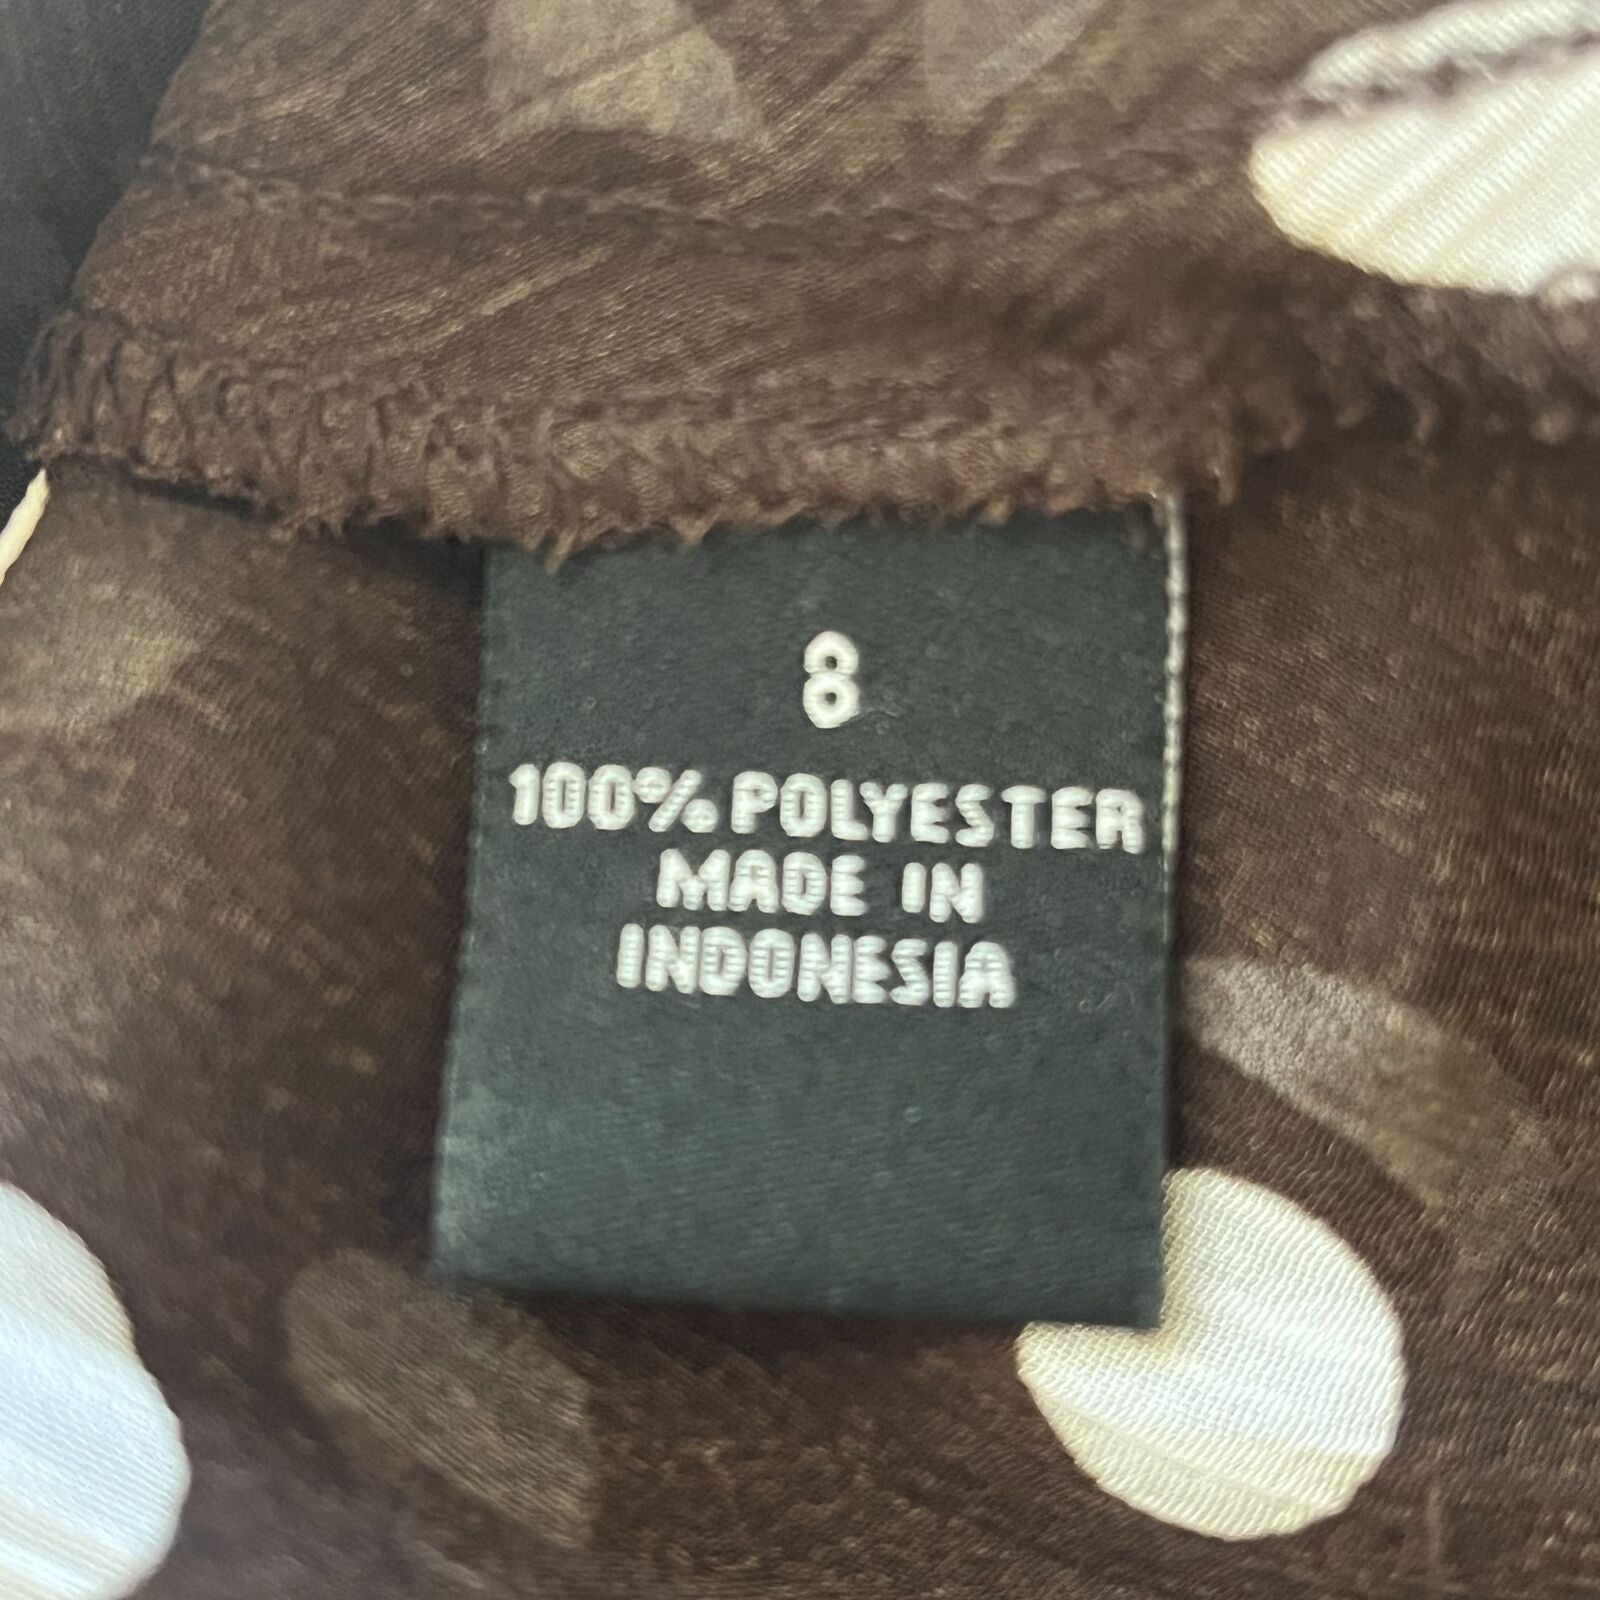 8
100% POLYESTER
MADE IN
INDONESIA